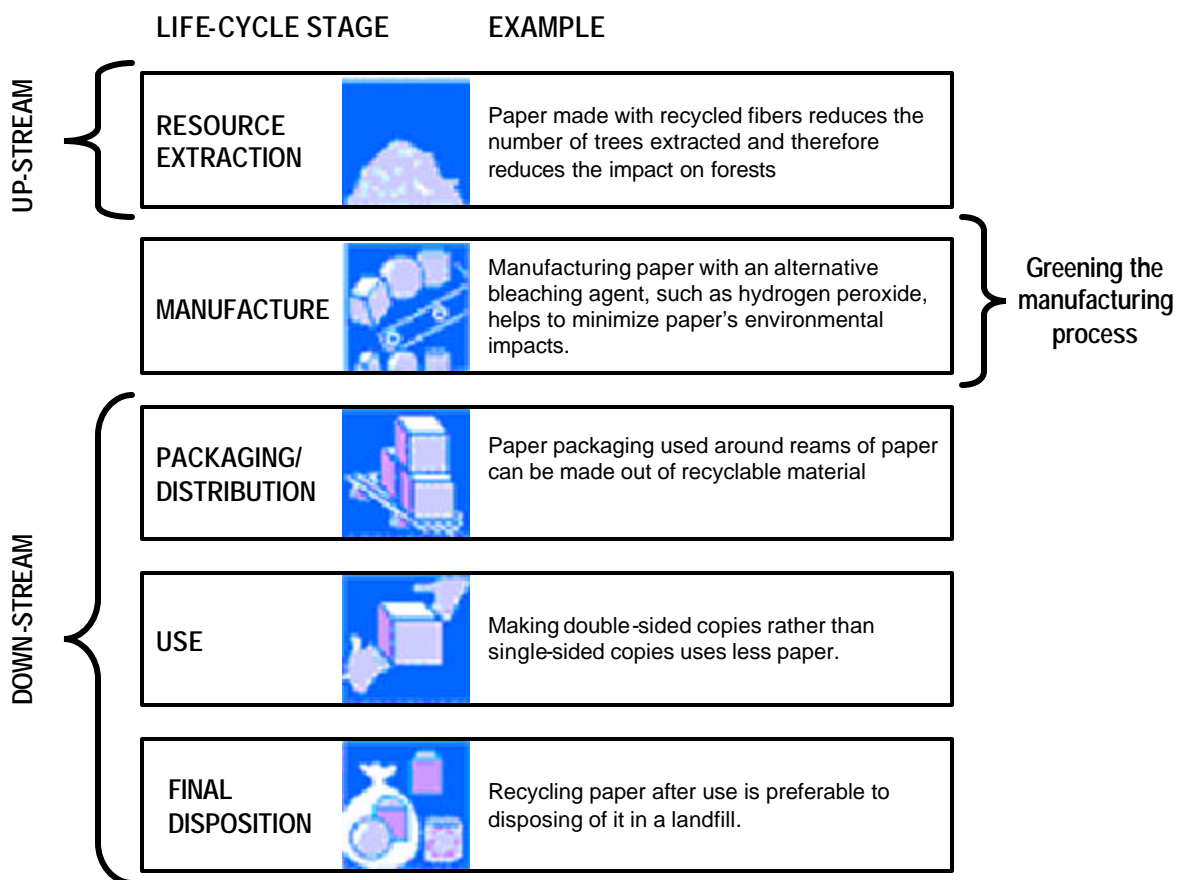 LIFE-CYCLE STAGE
EXAMPLE
UP-STREAM
RESOURCE
EXTRACTION
Paper made with recycled fibers reduces the
number of trees extracted and therefore
reduces the impact on forests
MANUFACTURE
Manufacturing paper with an alternative
bleaching agent, such as hydrogen peroxide,
helps to minimize paper's environmental
impacts.
Greening the
manufacturing
process
DOWN-STREAM
PACKAGING/
DISTRIBUTION
Paper packaging used around reams of paper
can be made out of recyclable material
USE
Making double-sided copies rather than
single-sided copies uses less paper.
FINAL
DISPOSITION
Recycling paper after use is preferable to
disposing of it in a landfill.